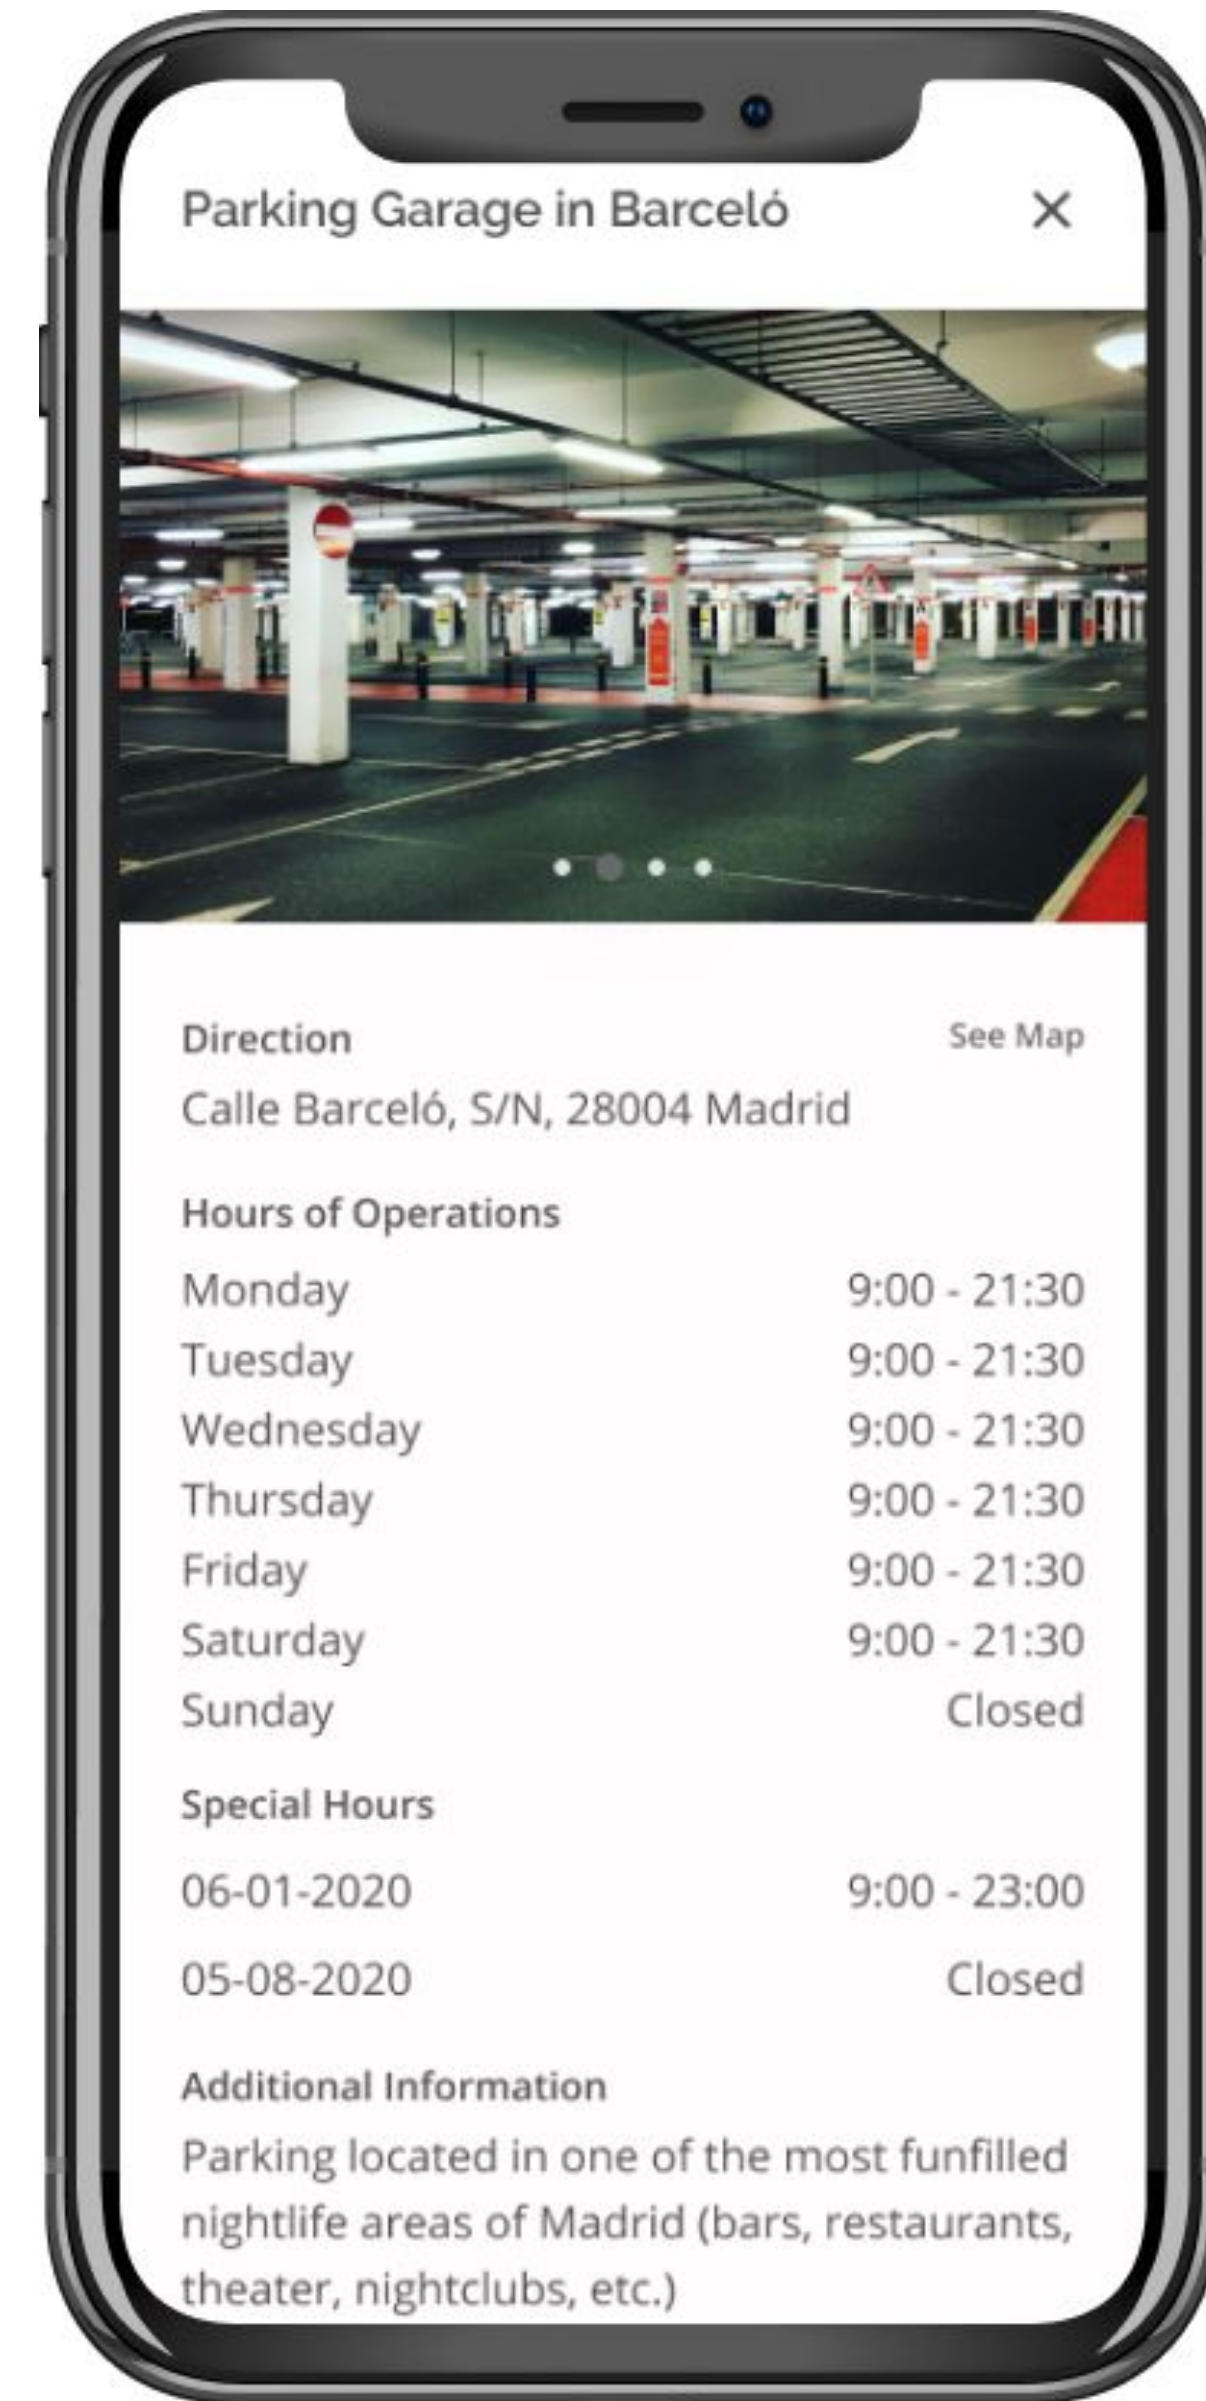 Parking Garage in Barceló
Direction See Map
Calle Barceló, S/N, 28004 Madrid
Hours of Operations
Monday 9:00 - 21:30
Tuesday 9:00 - 21:30
Wednesday 9:00 - 21:30
Thursday 9:00 - 21:30
Friday 9:00 - 21:30
Saturday 9:00 - 21:30
Sunday Closed
Special Hours
06-01-2020 9:00 - 23:00
05-08-2020 Closed
Additional Information
Parking located in one of the most funfilled
nightlife areas of Madrid (bars, restaurants,
theater, nightclubs, etc.)